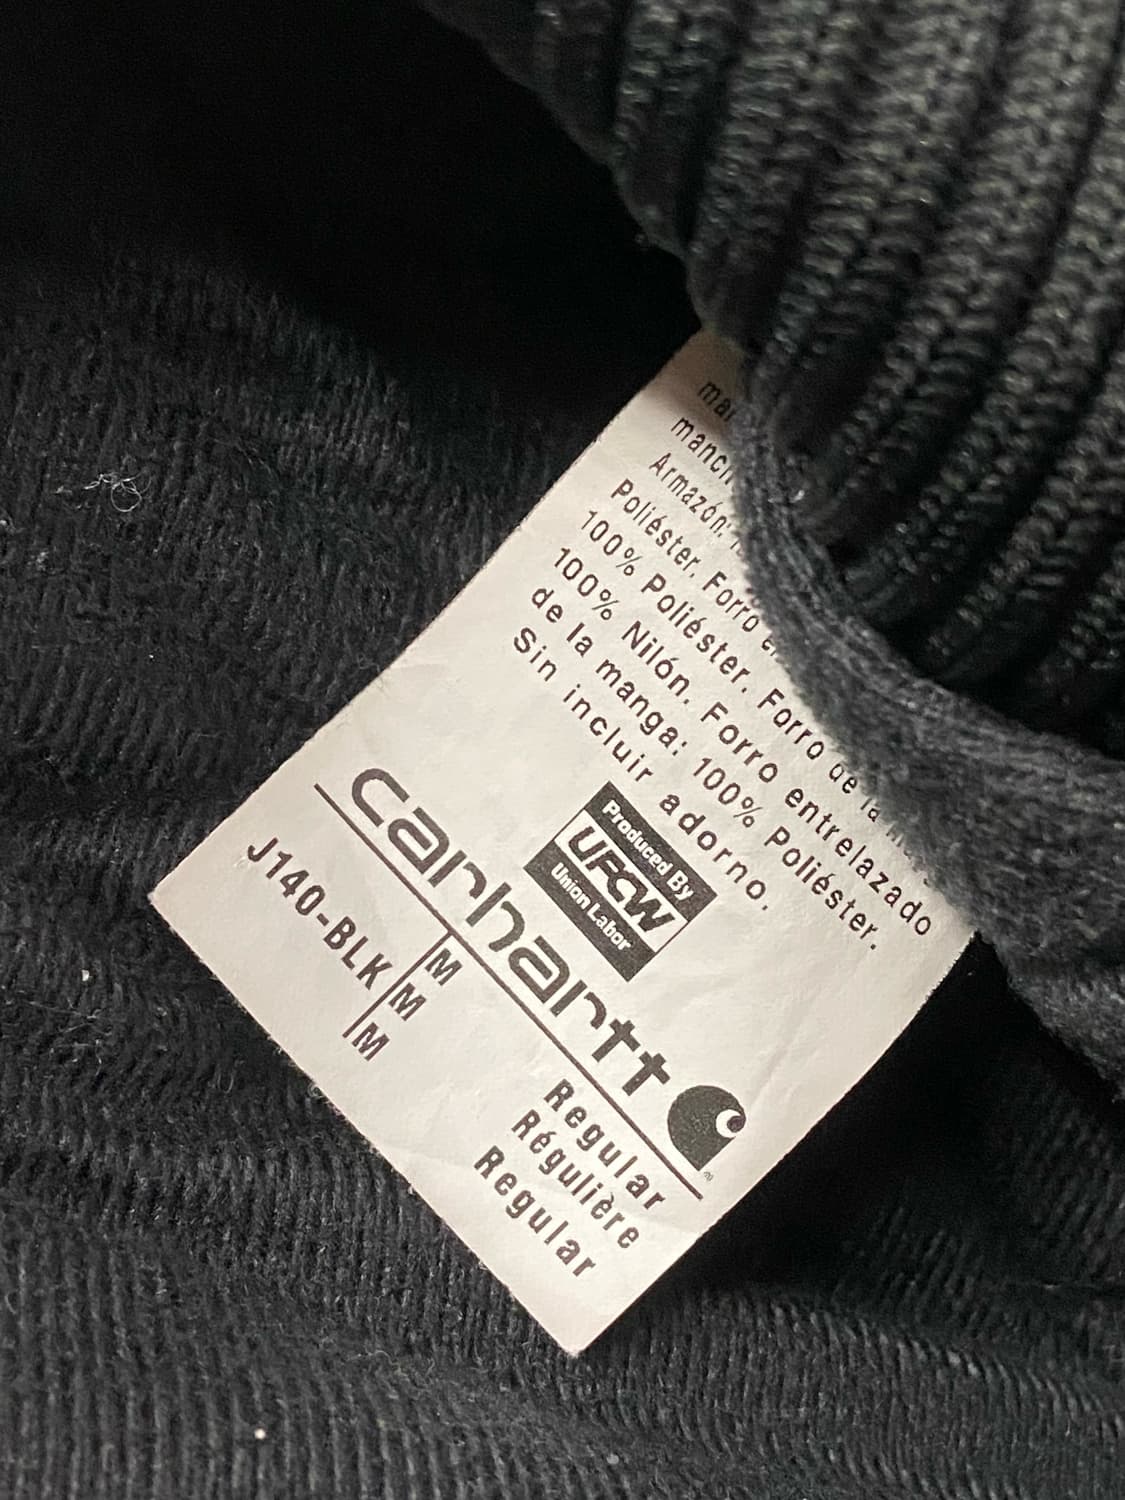 Armazón:
Poliéster. Forro
100% Poliéster. Forro de la
100% Nilón. Forro entrelazado
de la manga: 100% Poliéster.
Sin incluir adorno.
Produced By
UFCW
Union Labor
carhartt
J140-BLK M Regular
M Régulière
M Regular